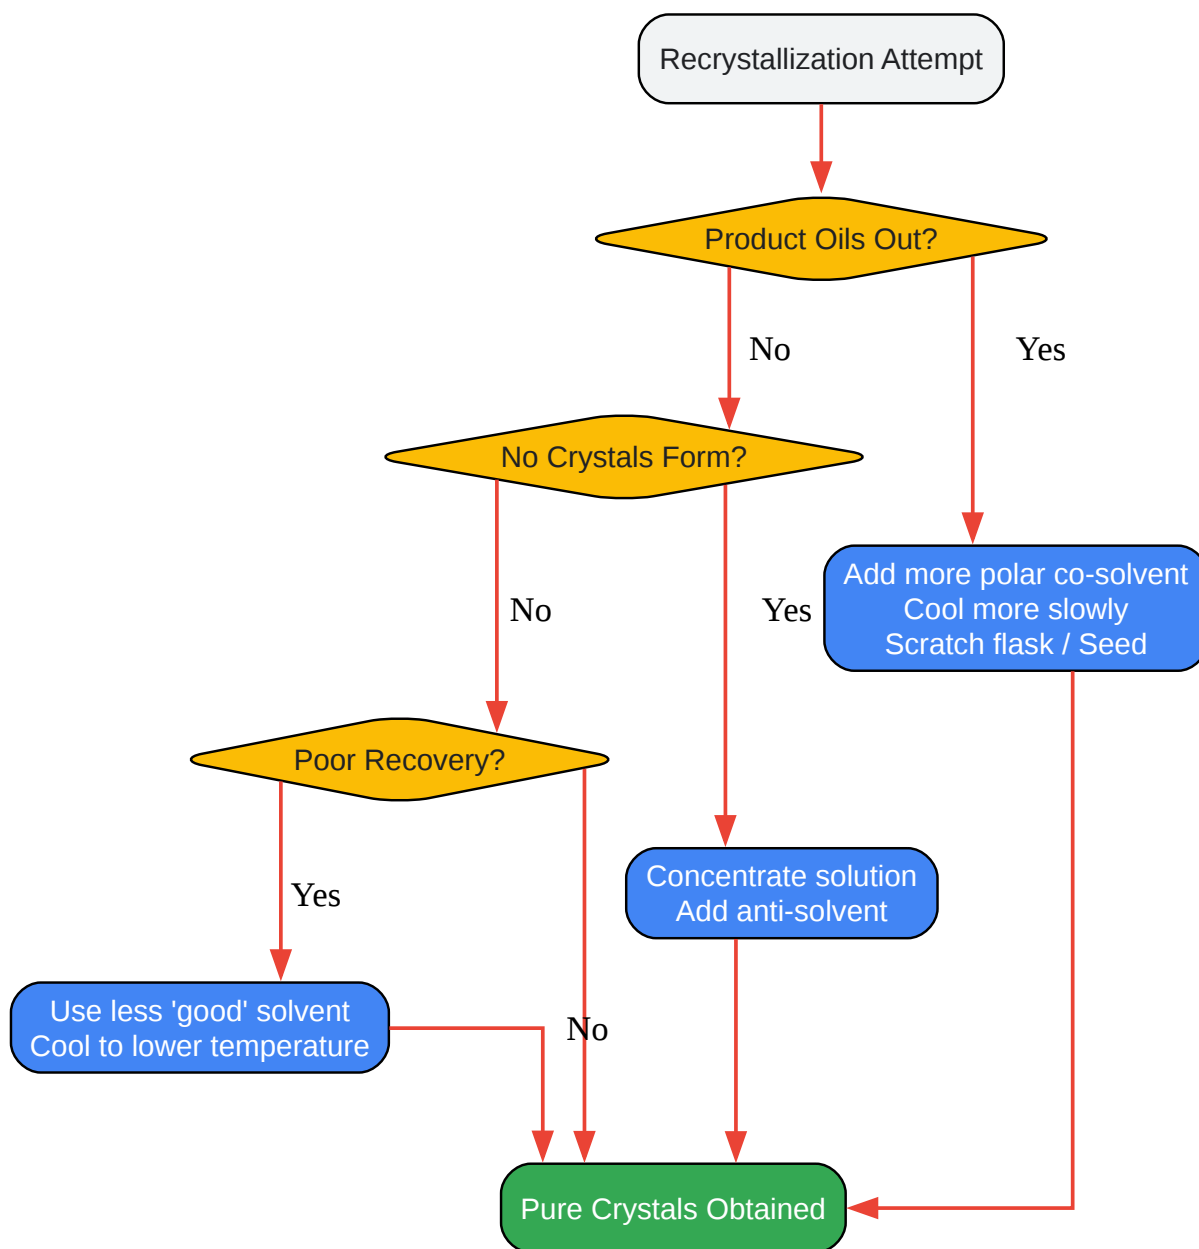 Recrystallization Attempt
Product Oils Out?
No
Yes
No Crystals Form?
Add more polar co-solvent
Cool more slowly
Scratch flask / Seed
No
Yes
Poor Recovery?
Concentrate solution
Add anti-solvent
Yes
Use less 'good' solvent
Cool to lower temperature
No
Pure Crystals Obtained